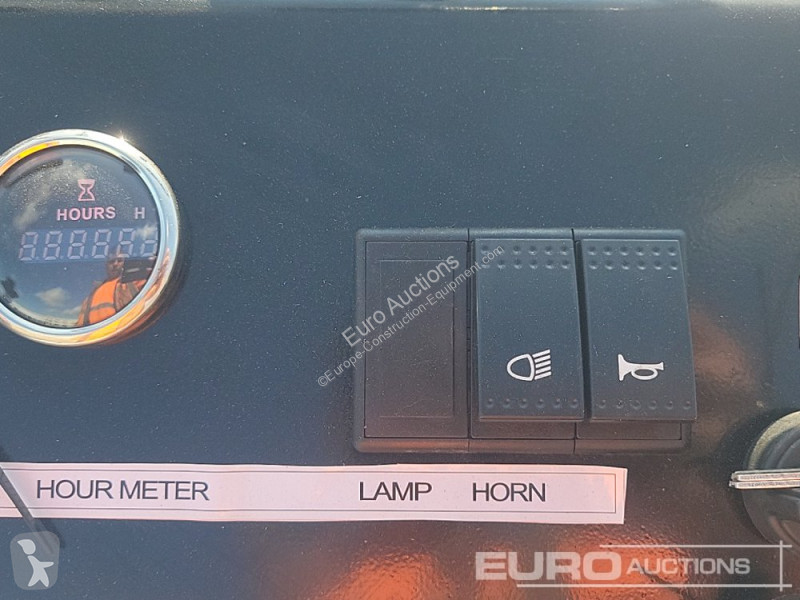 HOURS H
Euro Auctions
©Europe-Construction-Equipment.com
HOUR METER LAMP HORN
EURO AUCTIONS